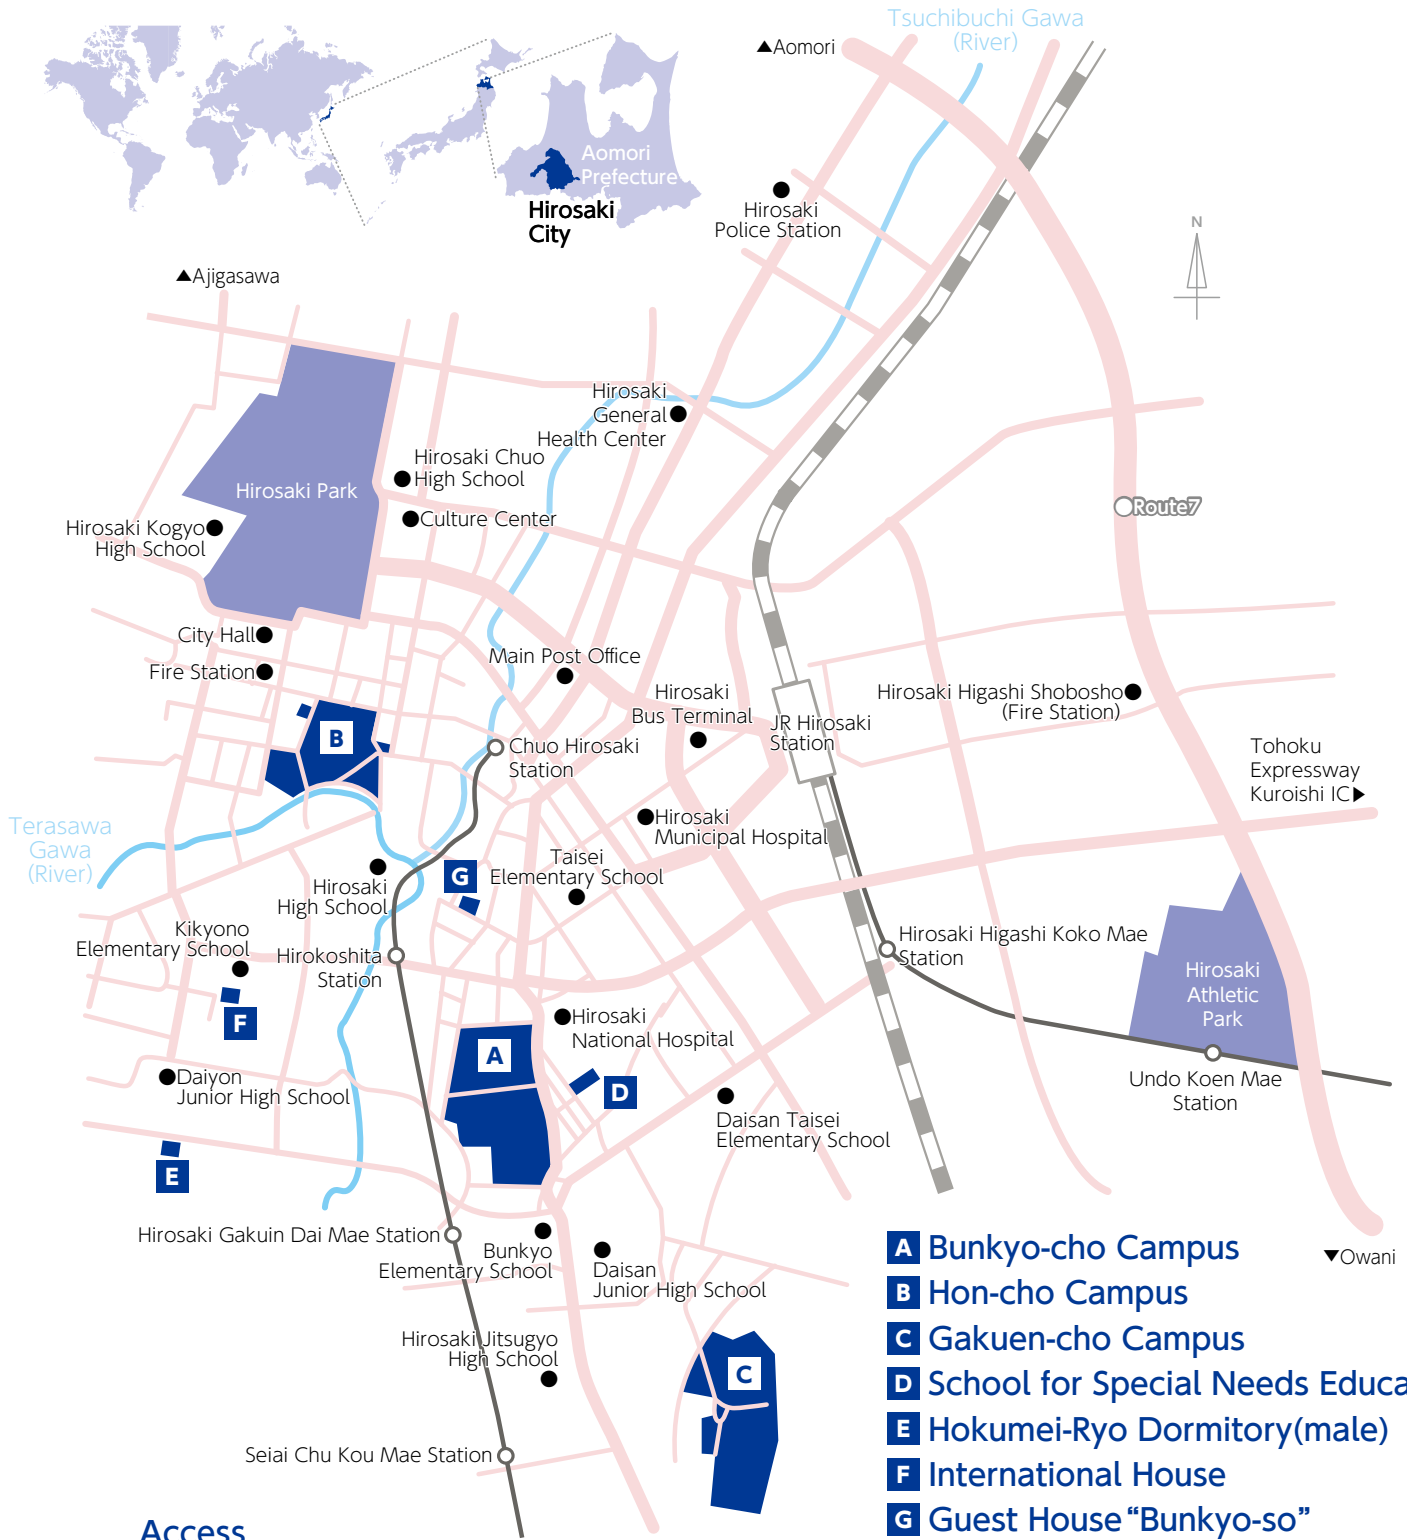 Tsuchibuchi Gawa
(River)
▲Aomori
Aomori
Prefecture
Hirosaki
City
Hirosaki
Police Station
N
▲Ajigasawa
Hirosaki
General
Health Center
Hirosaki Chuo
High School
Hirosaki Park
Culture Center
Hirosaki Kogyo
High School
Route7
City Hall
Fire Station
Main Post Office
Hirosaki
Bus Terminal
JR Hirosaki
Station
Hirosaki Higashi Shobosho
(Fire Station)
B
Chuo Hirosaki
Station
Tohoku
Expressway
Kuroishi IC▶
Terasawa
Gawa
(River)
Hirosaki
Municipal Hospital
Taisei
Elementary School
G
Hirosaki
High School
Kikyono
Elementary School
Hirokoshita
Station
Hirosaki Higashi Koko Mae
Station
Hirosaki
Athletic
Park
F
Hirosaki
National Hospital
A
D
Daiyon
Junior High School
Undo Koen Mae
Station
Daisan Taisei
Elementary School
E
Hirosaki Gakuin Dai Mae Station
Bunkyo
Elementary School
Daisan
Junior High School
▼Owani
Hirosaki Jitsugyo
High School
C
Seiai Chu Kou Mae Station
A Bunkyo-cho Campus
B Hon-cho Campus
C Gakuen-cho Campus
D School for Special Needs Educa
E Hokumei-Ryo Dormitory(male)
F International House
G Guest House “Bunkyo-so”
Access